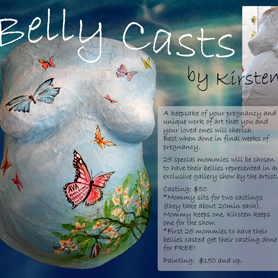 Belly Casts
by Kirsten
A keepsake of your pregnancy and
unique work of art that you and
your loved ones will cherish.
Best when done in final weeks of
pregnancy.
25 special mommies will be chosen
to have their bellies represented in an
exclusive gallery show by the artist.
Casting: $50
*Mommy sits for two castings
(they take about 20min each).
Mommy keeps one. Kirsten keeps
one for the show.
*First 25 mommies to have their
bellies casted get their casting done
for FREE!
Painting: $150 and up.